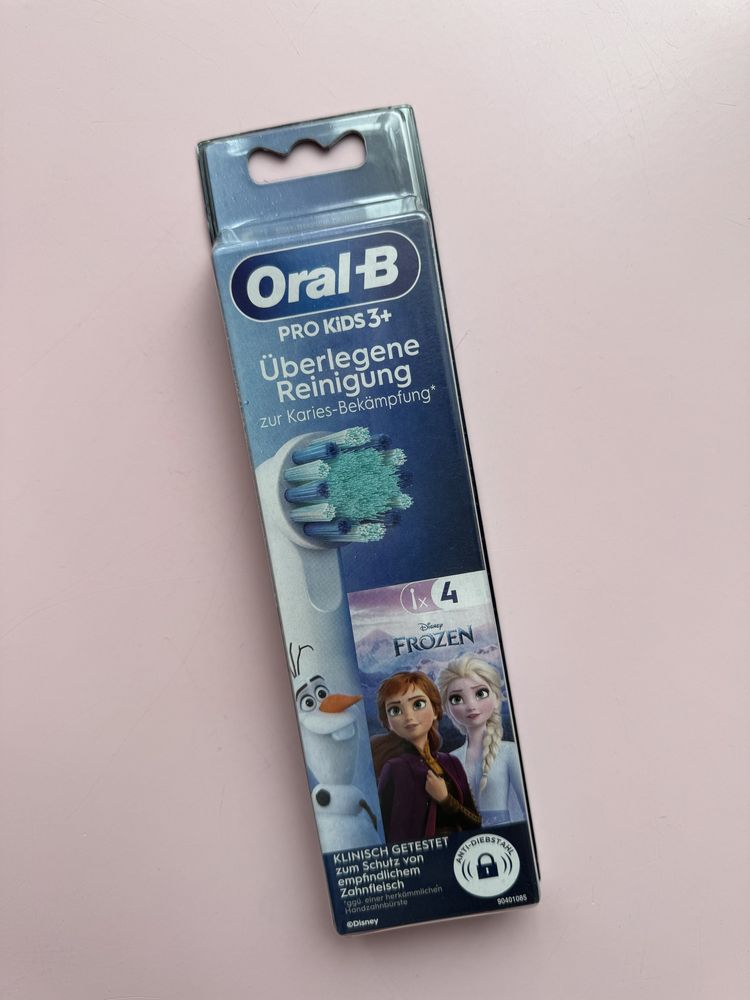 Oral-B
PRO KIDS 3+
Überlegene
Reinigung
zur Karies-Bekämpfung*
x 4
Disney
FROZEN
KLINISCH GETESTET
zum Schutz von
empfindlichem
Zahnfleisch
*ggü. einer herkömmlichen
Handzahnbürste
©Disney
ANTI-DIEBSTAHL
90401085